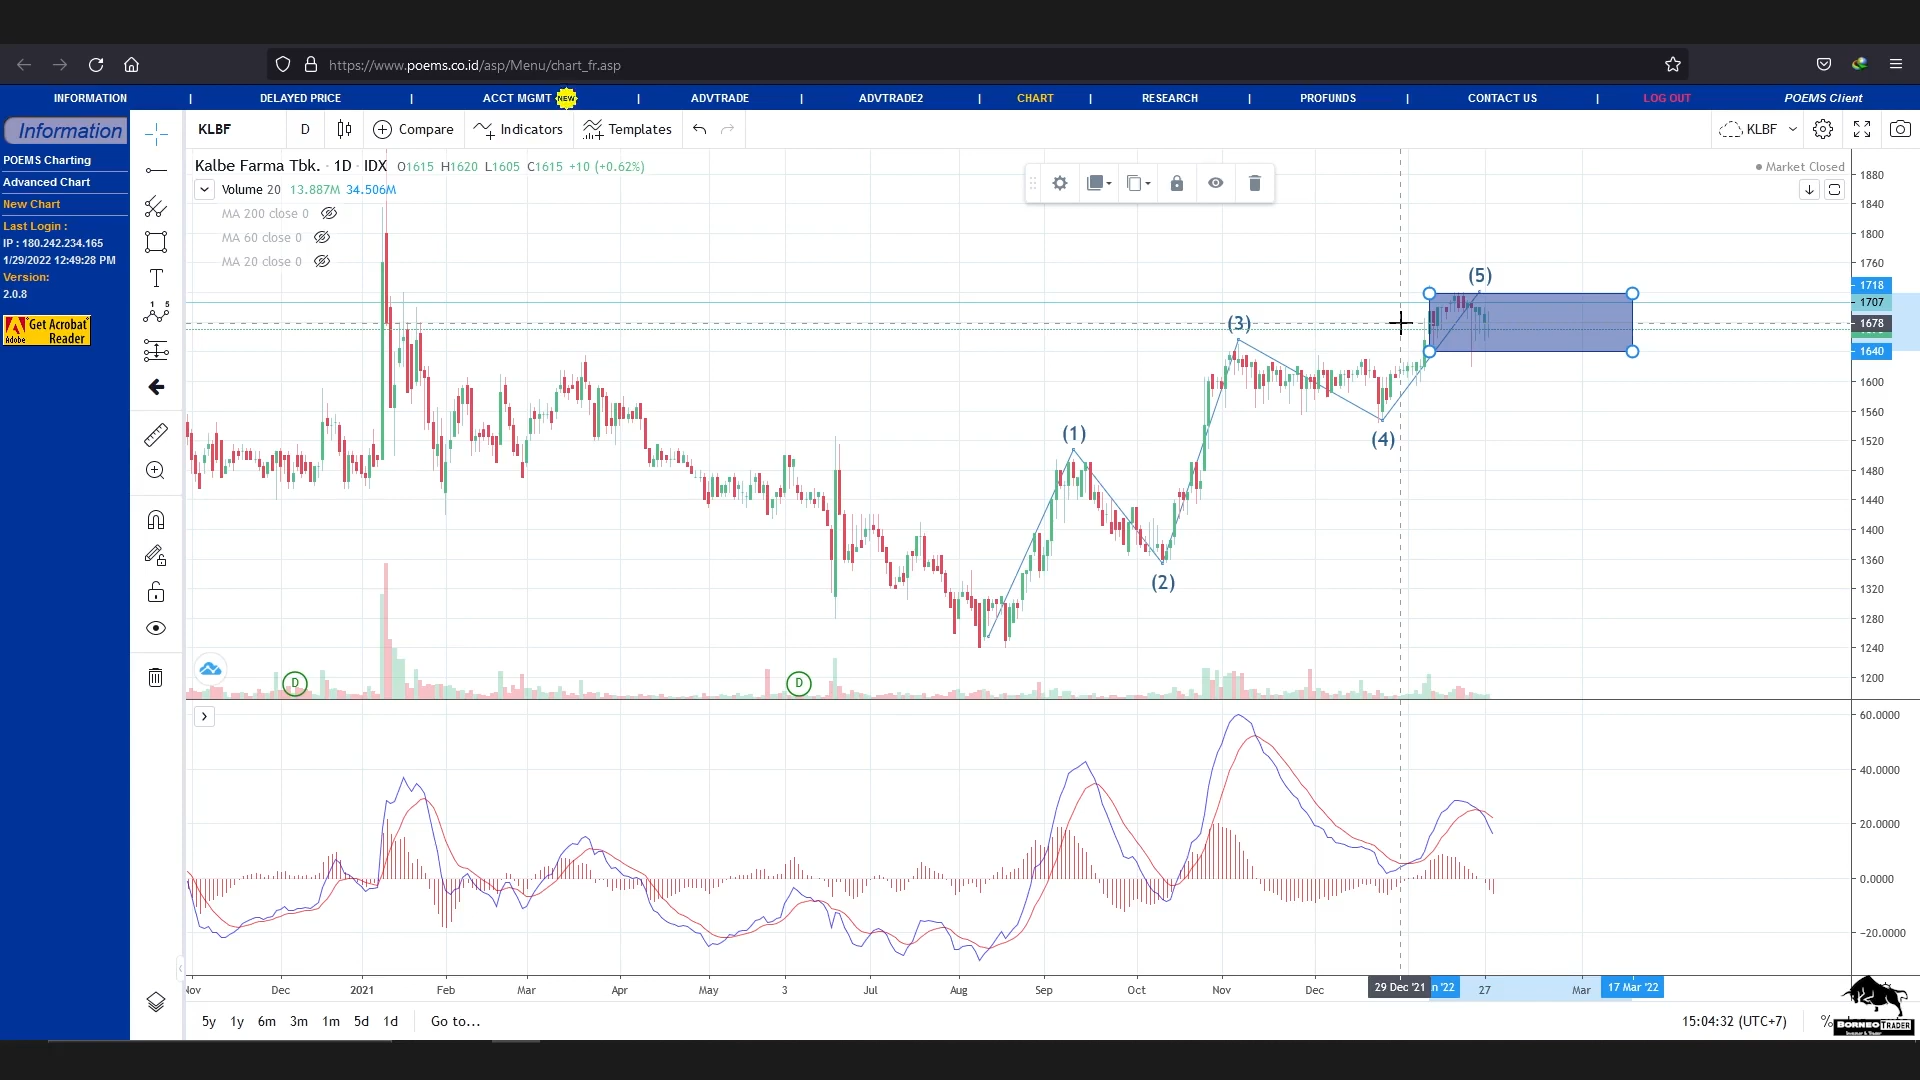 https://www.poems.co.id/asp/Menu/chart_fr.asp
INFORMATION | DELAYED PRICE | ACCT MGMT NEW | ADVTRADE | ADVTRADE2 | CHART | RESEARCH | PROFUNDS | CONTACT US | LOG OUT POEMS Client
Information
POEMS Charting
Advanced Chart
New Chart
Last Login :
IP : 180.242.234.165
1/29/2022 12:49:28 PM
Version:
2.0.8
Get Acrobat
Adobe Reader
KLBF D Compare Indicators Templates KLBF
Kalbe Farma Tbk. · 1D · IDX O1615 H1620 L1605 C1615 +10 (+0.62%)
Market Closed
Volume 20 13.887M 34.506M
MA 200 close 0
MA 60 close 0
MA 20 close 0
(1)
(2)
(3)
(4)
(5)
D
D
1880
1840
1800
1760
1718
1707
1678
1640
1600
1560
1520
1480
1440
1400
1360
1320
1280
1240
1200
60.0000
40.0000
20.0000
0.0000
−20.0000
Nov Dec 2021 Feb Mar Apr May 3 Jul Aug Sep Oct Nov Dec 29 Dec '21 n '22 27 Mar 17 Mar '22
5y 1y 6m 3m 1m 5d 1d Go to...
15:04:32 (UTC+7) %
BORNEO TRADER